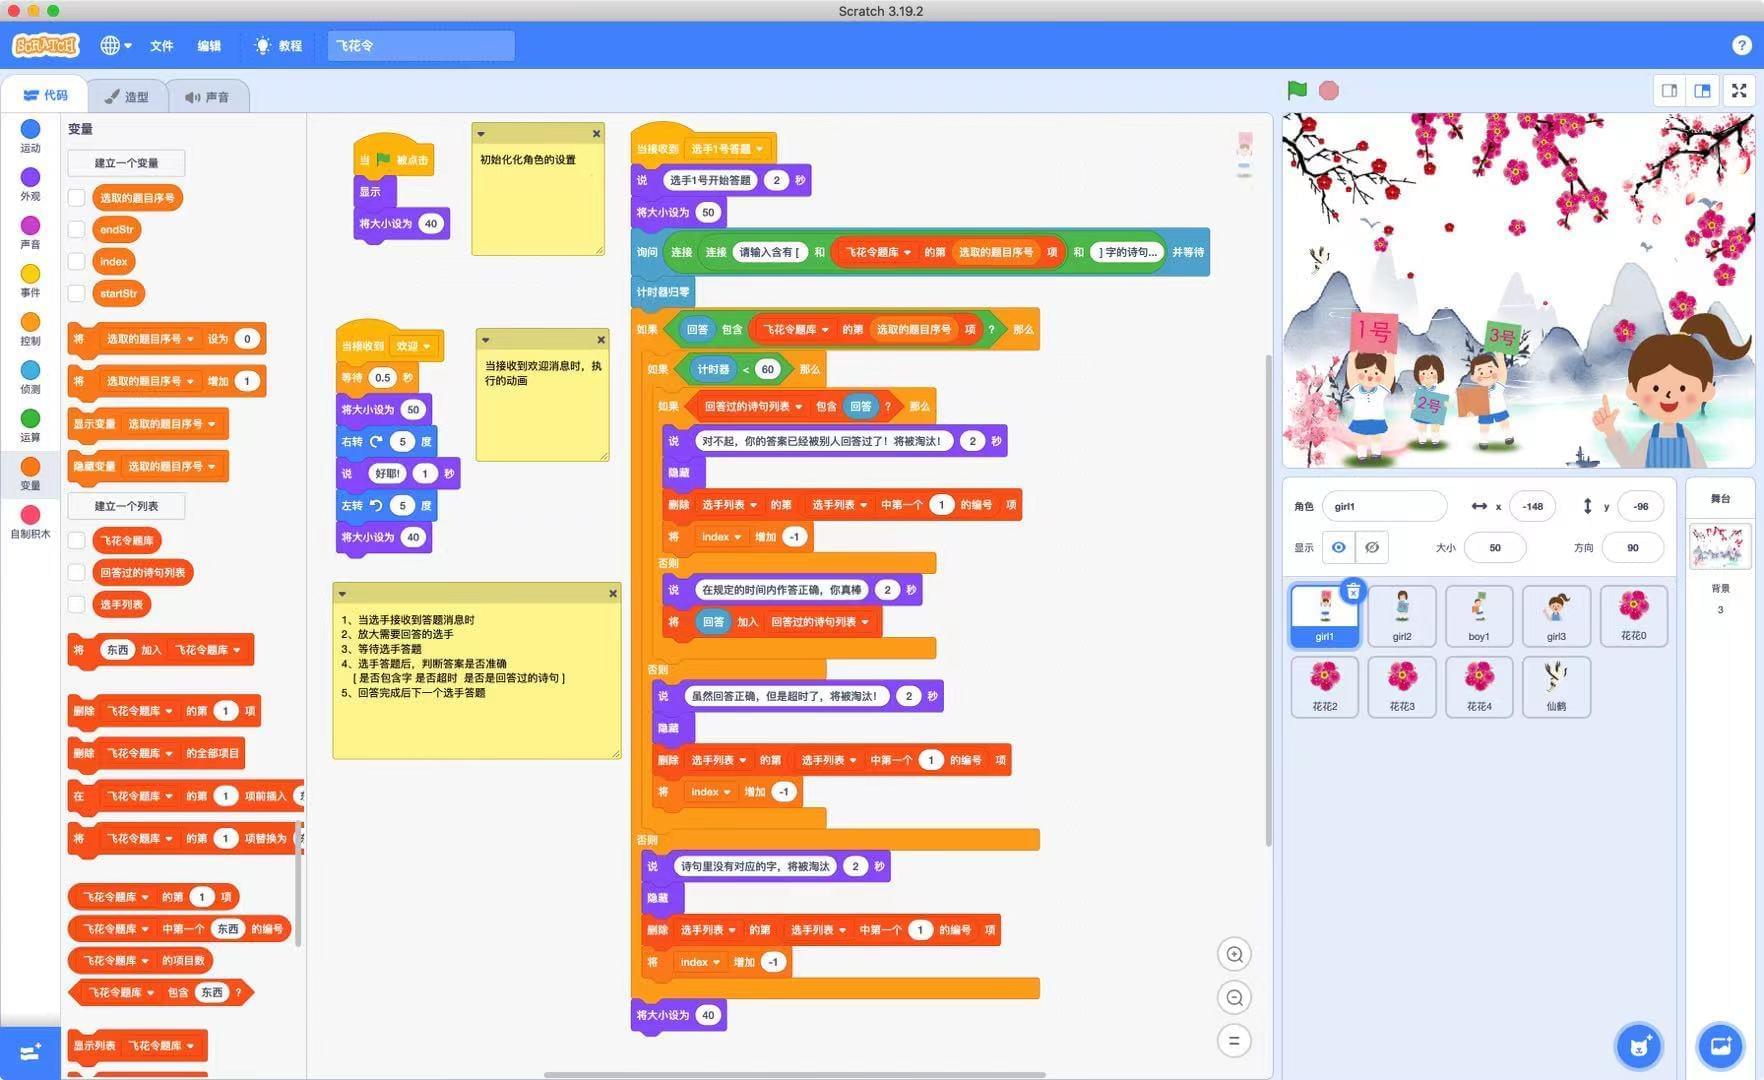 Scratch 3.19.2
SCRATCH
文件
编辑
教程
飞花令
?
代码
造型
声音
运动
外观
声音
事件
控制
侦测
运算
变量
自制积木
变量
建立一个变量
选取的题目序号
endStr
index
startStr
将 选取的题目序号 设为 0
将 选取的题目序号 增加 1
显示变量 选取的题目序号
隐藏变量 选取的题目序号
建立一个列表
飞花令题库
回答过的诗句列表
选手列表
将 东西 加入 飞花令题库
删除 飞花令题库 的第 1 项
删除 飞花令题库 的全部项目
在 飞花令题库 的第 1 项前插入
将 飞花令题库 的第 1 项替换为
飞花令题库 的第 1 项
飞花令题库 中第一个 东西 的编号
飞花令题库 的项目数
飞花令题库 包含 东西 ?
显示列表 飞花令题库
当 被点击
显示
将大小设为 40
初始化化角色的设置
当接收到 欢迎
等待 0.5 秒
将大小设为 50
右转 5 度
说 好耶! 1 秒
左转 5 度
将大小设为 40
当接收到欢迎消息时，执
行的动画
1、当选手接收到答题消息时
2、放大需要回答的选手
3、等待选手答题
4、选手答题后，判断答案是否准确
[ 是否包含字 是否超时 是否是回答过的诗句 ]
5、回答完成后下一个选手答题
当接收到 选手1号答题
说 选手1号开始答题 2 秒
将大小设为 50
询问 连接 连接 请输入含有 [ 和 飞花令题库 的第 选取的题目序号 项 和 ] 字的诗句... 并等待
计时器归零
如果 回答 包含 飞花令题库 的第 选取的题目序号 项 ? 那么
如果 计时器 < 60 那么
如果 回答过的诗句列表 包含 回答 ? 那么
说 对不起，你的答案已经被别人回答过了！将被淘汰！ 2 秒
隐藏
删除 选手列表 的第 选手列表 中第一个 1 的编号 项
将 index 增加 -1
否则
说 在规定的时间内作答正确，你真棒 2 秒
将 回答 加入 回答过的诗句列表
否则
说 虽然回答正确，但是超时了，将被淘汰！ 2 秒
隐藏
删除 选手列表 的第 选手列表 中第一个 1 的编号 项
将 index 增加 -1
否则
说 诗句里没有对应的字，将被淘汰 2 秒
隐藏
删除 选手列表 的第 选手列表 中第一个 1 的编号 项
将 index 增加 -1
将大小设为 40
1号
2号
3号
角色 girl1 x -148 y -96
显示 大小 50 方向 90
girl1
girl2
boy1
girl3
花花0
花花2
花花3
花花4
仙鹤
舞台
背景
3